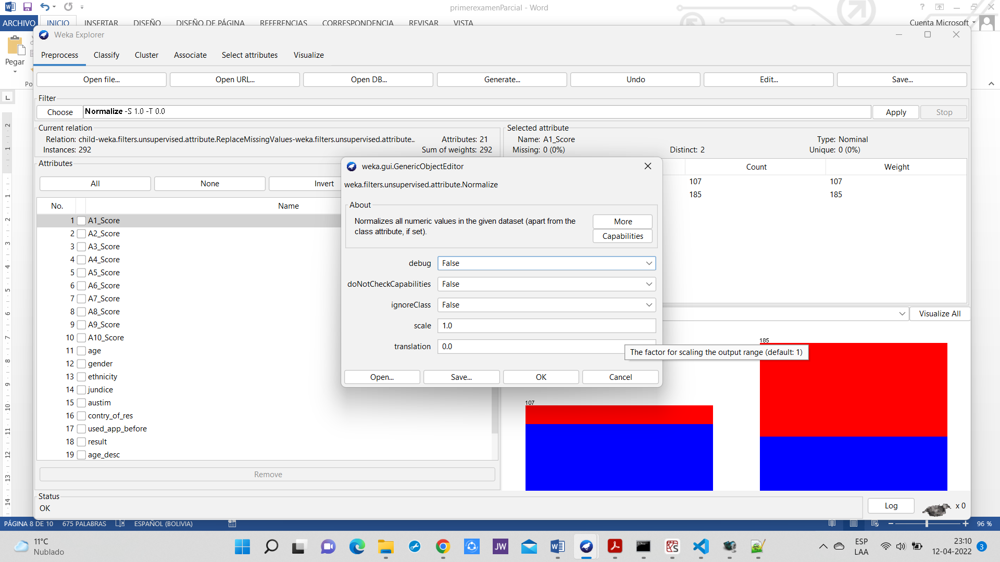 primerexamenParcial - Word
ARCHIVO INICIO INSERTAR DISEÑO DISEÑO DE PÁGINA REFERENCIAS CORRESPONDENCIA REVISAR VISTA Cuenta Microsoft
Pegar
Po
Weka Explorer
Preprocess Classify Cluster Associate Select attributes Visualize
Open file... Open URL... Open DB... Generate... Undo Edit... Save...
Filter
Choose Normalize -S 1.0 -T 0.0 Apply Stop
Current relation
Relation: child-weka.filters.unsupervised.attribute.ReplaceMissingValues-weka.filters.unsupervised.attribute... Attributes: 21
Instances: 292 Sum of weights: 292
Selected attribute
Name: A1_Score Type: Nominal
Missing: 0 (0%) Distinct: 2 Unique: 0 (0%)
Count Weight
107 107
185 185
Attributes
All None Invert
No. Name
1 A1_Score
2 A2_Score
3 A3_Score
4 A4_Score
5 A5_Score
6 A6_Score
7 A7_Score
8 A8_Score
9 A9_Score
10 A10_Score
11 age
12 gender
13 ethnicity
14 jundice
15 austim
16 contry_of_res
17 used_app_before
18 result
19 age_desc
Remove
weka.gui.GenericObjectEditor
weka.filters.unsupervised.attribute.Normalize
About
Normalizes all numeric values in the given dataset (apart from the
class attribute, if set).
More
Capabilities
debug False
doNotCheckCapabilities False
ignoreClass False
scale 1.0
translation 0.0
The factor for scaling the output range (default: 1)
Open... Save... OK Cancel
Visualize All
185
107
Status
OK
Log x 0
PÁGINA 8 DE 10 675 PALABRAS ESPAÑOL (BOLIVIA) 96 %
11°C
Nublado
JW
ESP
LAA
23:10
12-04-2022
3